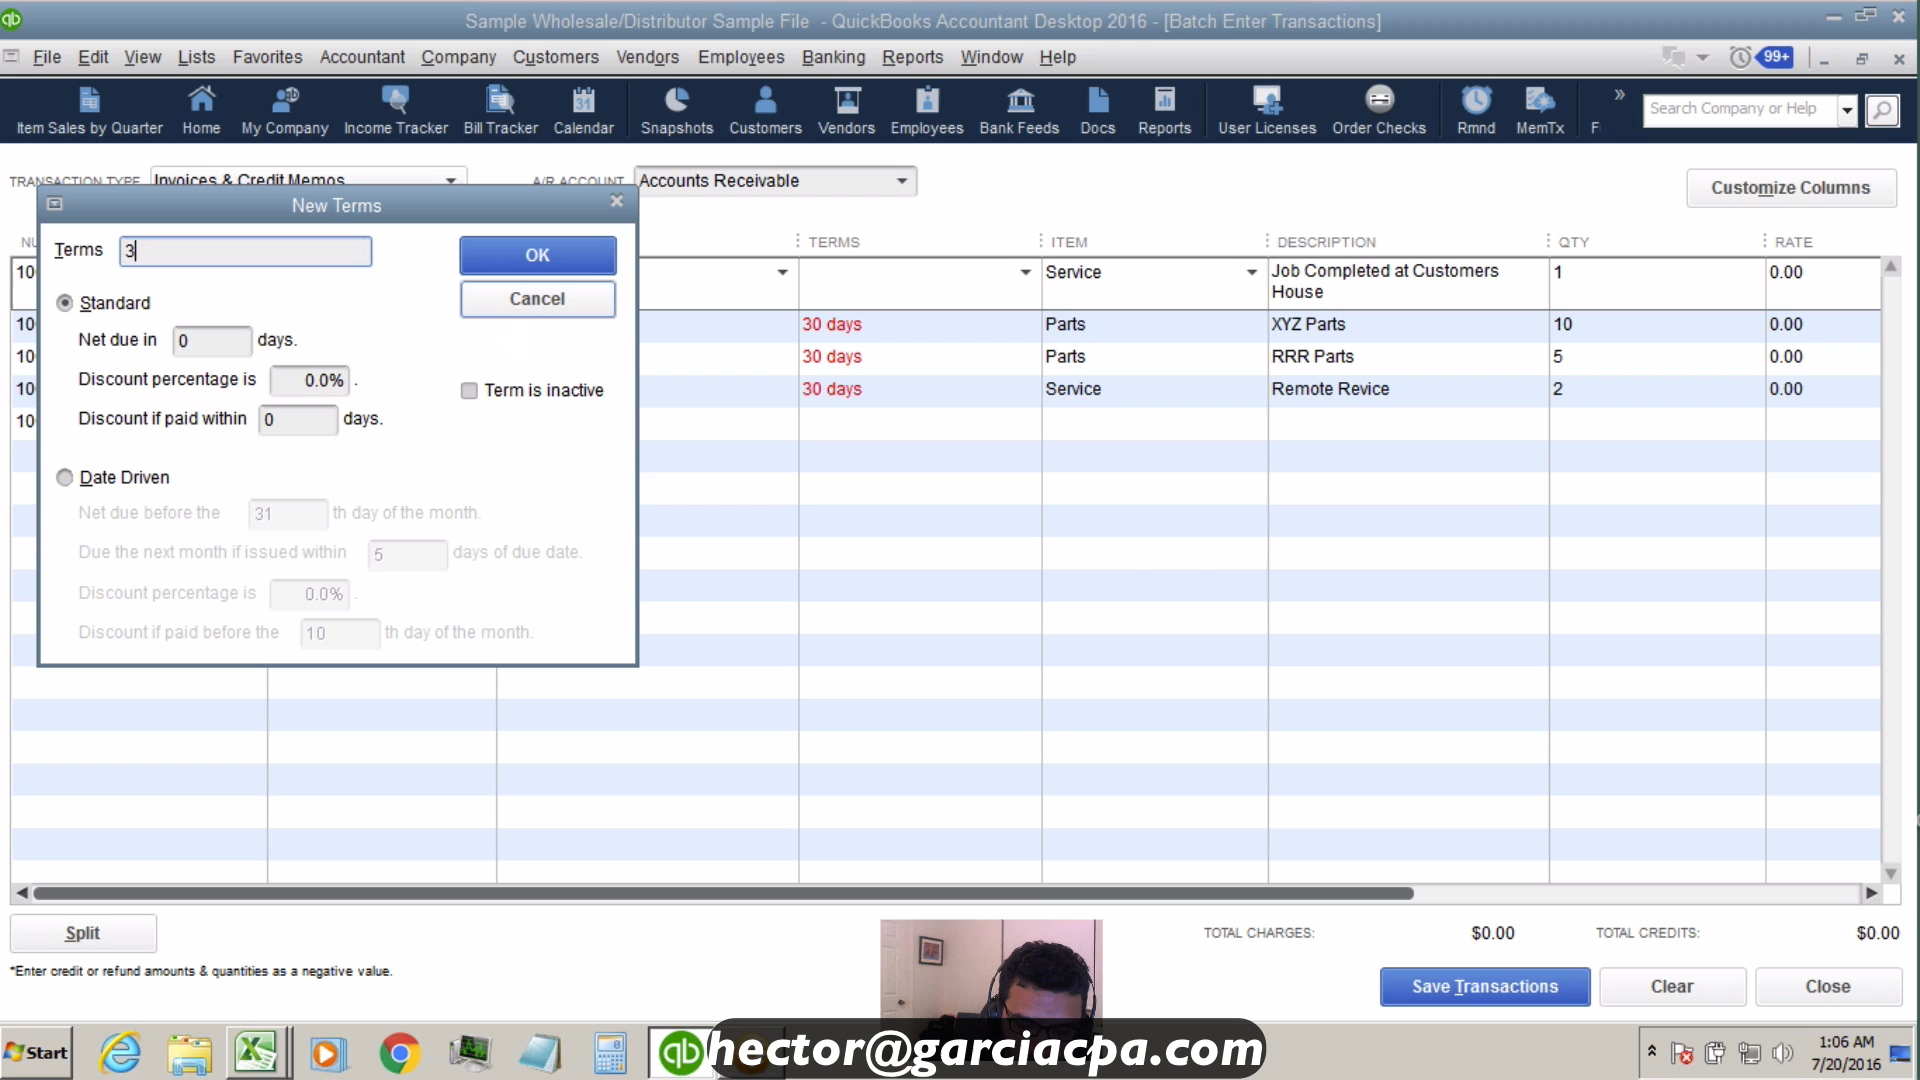 Sample Wholesale/Distributor Sample File - QuickBooks Accountant Desktop 2016 - [Batch Enter Transactions]
File Edit View Lists Favorites Accountant Company Customers Vendors Employees Banking Reports Window Help 99+
Item Sales by Quarter Home My Company Income Tracker Bill Tracker Calendar Snapshots Customers Vendors Employees Bank Feeds Docs Reports User Licenses Order Checks Rmnd MemTx F Search Company or Help
TRANSACTION TYPE Invoices & Credit Memos A/R ACCOUNT Accounts Receivable Customize Columns
New Terms
Terms 3 OK
Cancel
Standard
Net due in 0 days.
Discount percentage is 0.0% .
Term is inactive
Discount if paid within 0 days.
Date Driven
Net due before the 31 th day of the month.
Due the next month if issued within 5 days of due date.
Discount percentage is 0.0% .
Discount if paid before the 10 th day of the month.
NU TERMS ITEM DESCRIPTION QTY RATE
10 Service Job Completed at Customers House 1 0.00
10 30 days Parts XYZ Parts 10 0.00
30 days Parts RRR Parts 5 0.00
10 30 days Service Remote Revice 2 0.00
10
Split TOTAL CHARGES: $0.00 TOTAL CREDITS: $0.00
*Enter credit or refund amounts & quantities as a negative value.
Save Transactions Clear Close
hector@garciacpa.com
Start qb 1:06 AM
7/20/2016